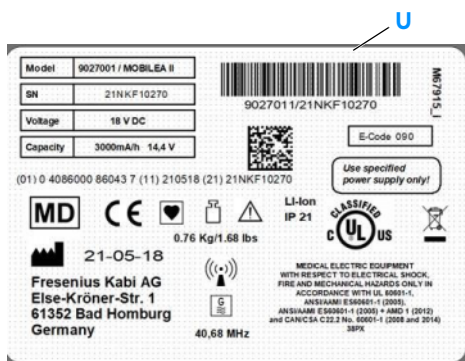 U
Model 9027001 / MOBILEA II
SN 21NKF10270
Voltage 18 V DC
Capacity 3000mA/h 14,4 V
9027011/21NKF10270
M67915_I
E-Code 090
Use specified
power supply only!
(01) 0 4086000 86043 7 (11) 210518 (21) 21NKF10270
MD CE
0.76 Kg/1.68 lbs
LI-Ion
IP 21
CLASSIFIED
C UL US
21-05-18
Fresenius Kabi AG
Else-Kröner-Str. 1
61352 Bad Homburg
Germany
G
40,68 MHz
MEDICAL ELECTRIC EQUIPMENT
WITH RESPECT TO ELECTRICAL SHOCK,
FIRE AND MECHANICAL HAZARDS ONLY IN
ACCORDANCE WITH UL 60601-1,
ANSI/AAMI ES60601-1 (2005),
ANSI/AAMI ES60601-1 (2005) + AMD 1 (2012)
and CAN/CSA C22.2 No. 60601-1 (2008 and 2014)
38PX